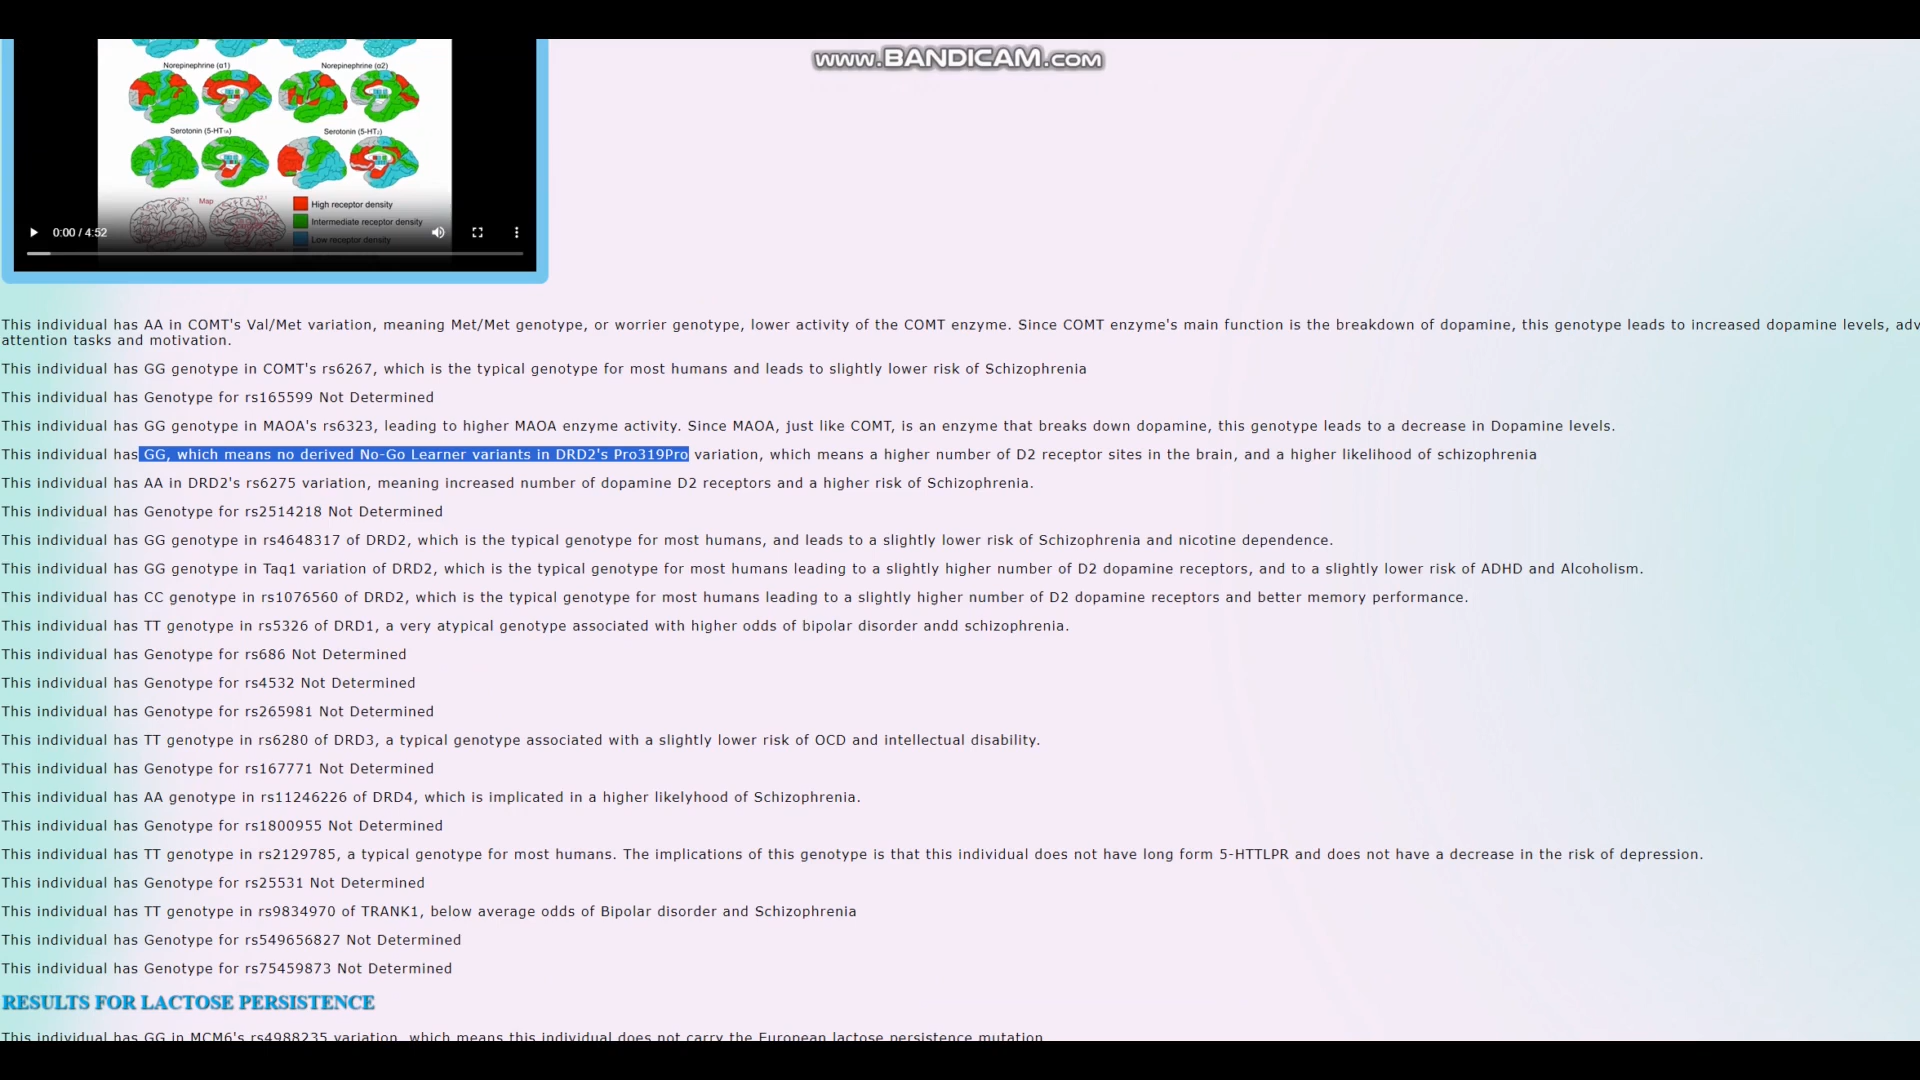 www.BANDICAM.com
Norepinephrine (α1) Norepinephrine (α2)
Serotonin (5-HT1A) Serotonin (5-HT2)
Map
High receptor density
Intermediate receptor density
Low receptor density
0:00 / 4:52
This individual has AA in COMT's Val/Met variation, meaning Met/Met genotype, or worrier genotype, lower activity of the COMT enzyme. Since COMT enzyme's main function is the breakdown of dopamine, this genotype leads to increased dopamine levels, adv
attention tasks and motivation.
This individual has GG genotype in COMT's rs6267, which is the typical genotype for most humans and leads to slightly lower risk of Schizophrenia
This individual has Genotype for rs165599 Not Determined
This individual has GG genotype in MAOA's rs6323, leading to higher MAOA enzyme activity. Since MAOA, just like COMT, is an enzyme that breaks down dopamine, this genotype leads to a decrease in Dopamine levels.
This individual has GG, which means no derived No-Go Learner variants in DRD2's Pro319Pro variation, which means a higher number of D2 receptor sites in the brain, and a higher likelihood of schizophrenia
This individual has AA in DRD2's rs6275 variation, meaning increased number of dopamine D2 receptors and a higher risk of Schizophrenia.
This individual has Genotype for rs2514218 Not Determined
This individual has GG genotype in rs4648317 of DRD2, which is the typical genotype for most humans, and leads to a slightly lower risk of Schizophrenia and nicotine dependence.
This individual has GG genotype in Taq1 variation of DRD2, which is the typical genotype for most humans leading to a slightly higher number of D2 dopamine receptors, and to a slightly lower risk of ADHD and Alcoholism.
This individual has CC genotype in rs1076560 of DRD2, which is the typical genotype for most humans leading to a slightly higher number of D2 dopamine receptors and better memory performance.
This individual has TT genotype in rs5326 of DRD1, a very atypical genotype associated with higher odds of bipolar disorder andd schizophrenia.
This individual has Genotype for rs686 Not Determined
This individual has Genotype for rs4532 Not Determined
This individual has Genotype for rs265981 Not Determined
This individual has TT genotype in rs6280 of DRD3, a typical genotype associated with a slightly lower risk of OCD and intellectual disability.
This individual has Genotype for rs167771 Not Determined
This individual has AA genotype in rs11246226 of DRD4, which is implicated in a higher likelyhood of Schizophrenia.
This individual has Genotype for rs1800955 Not Determined
This individual has TT genotype in rs2129785, a typical genotype for most humans. The implications of this genotype is that this individual does not have long form 5-HTTLPR and does not have a decrease in the risk of depression.
This individual has Genotype for rs25531 Not Determined
This individual has TT genotype in rs9834970 of TRANK1, below average odds of Bipolar disorder and Schizophrenia
This individual has Genotype for rs549656827 Not Determined
This individual has Genotype for rs75459873 Not Determined
RESULTS FOR LACTOSE PERSISTENCE
This individual has GG in MCM6's rs4988235 variation, which means this individual does not carry the European lactose persistence mutation